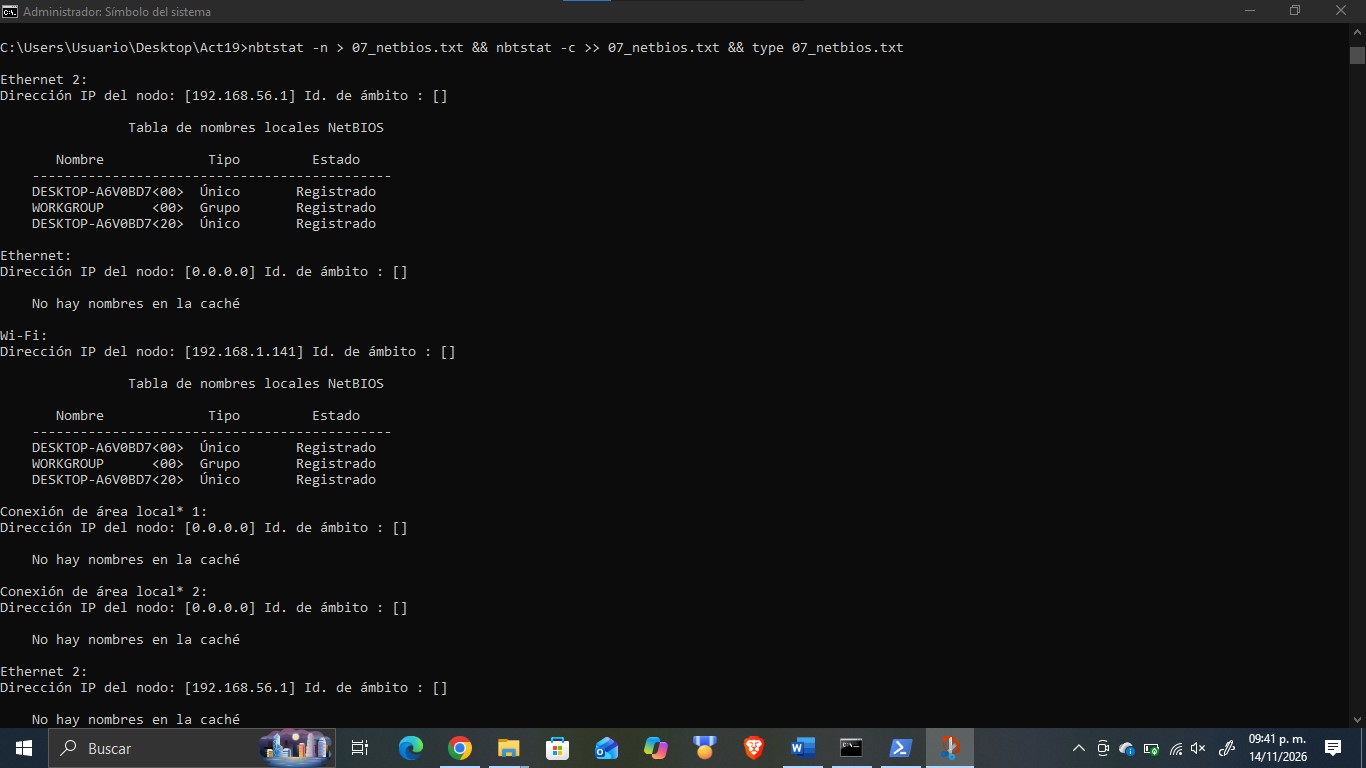 Administrador: Símbolo del sistema
C:\Users\Usuario\Desktop\Act19>nbtstat -n > 07_netbios.txt && nbtstat -c >> 07_netbios.txt && type 07_netbios.txt
Ethernet 2:
Dirección IP del nodo: [192.168.56.1] Id. de ámbito : []
Tabla de nombres locales NetBIOS
Nombre Tipo Estado
---------------------------------------------
DESKTOP-A6V0BD7<00> Único Registrado
WORKGROUP <00> Grupo Registrado
DESKTOP-A6V0BD7<20> Único Registrado
Ethernet:
Dirección IP del nodo: [0.0.0.0] Id. de ámbito : []
No hay nombres en la caché
Wi-Fi:
Dirección IP del nodo: [192.168.1.141] Id. de ámbito : []
Tabla de nombres locales NetBIOS
Nombre Tipo Estado
---------------------------------------------
DESKTOP-A6V0BD7<00> Único Registrado
WORKGROUP <00> Grupo Registrado
DESKTOP-A6V0BD7<20> Único Registrado
Conexión de área local* 1:
Dirección IP del nodo: [0.0.0.0] Id. de ámbito : []
No hay nombres en la caché
Conexión de área local* 2:
Dirección IP del nodo: [0.0.0.0] Id. de ámbito : []
No hay nombres en la caché
Ethernet 2:
Dirección IP del nodo: [192.168.56.1] Id. de ámbito : []
No hay nombres en la caché
Buscar
09:41 p. m.
14/11/2026